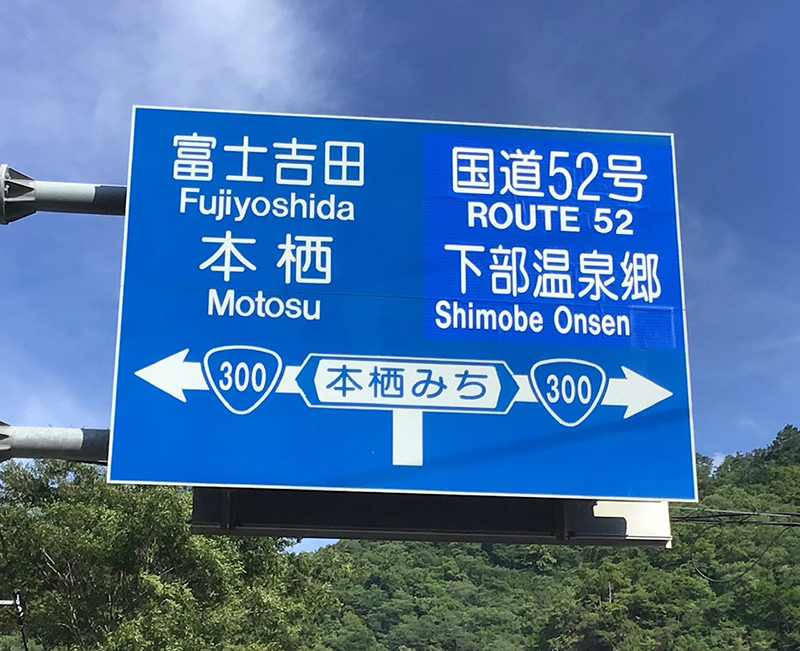 富士吉田
Fujiyoshida
本栖
Motosu
国道52号
ROUTE 52
下部温泉郷
Shimobe Onsen
300
本栖みち
300